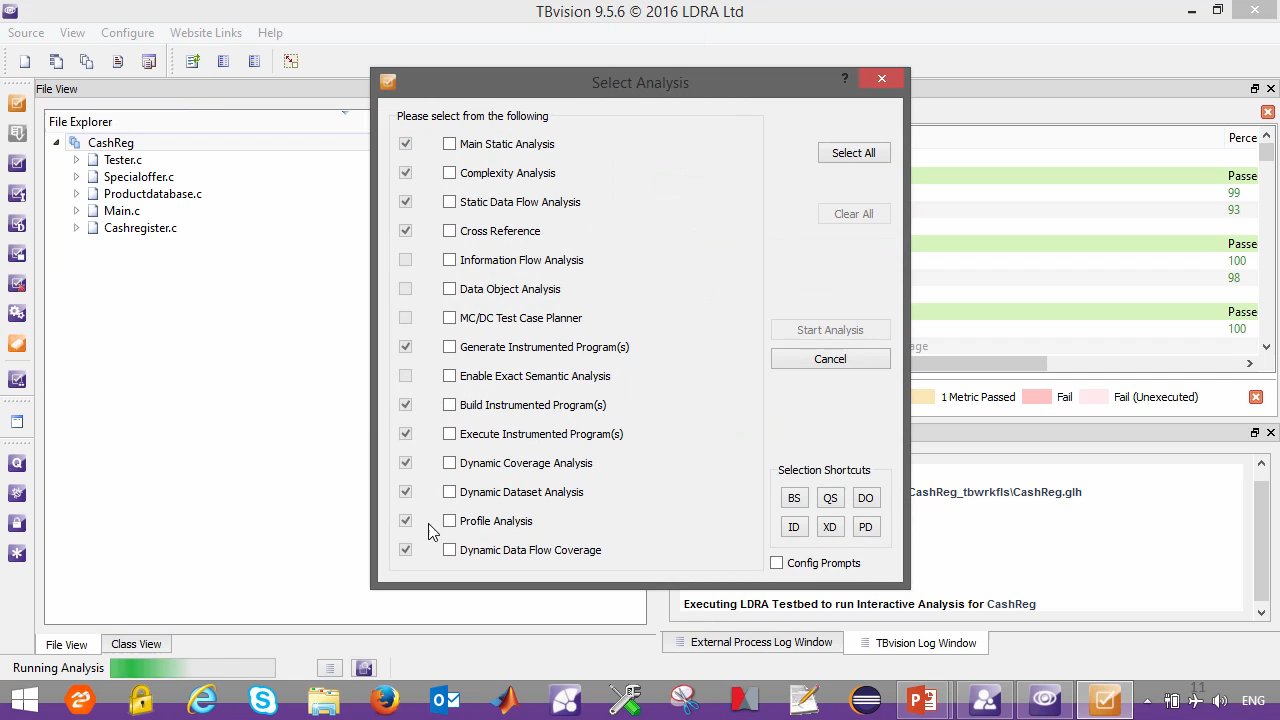 TBvision 9.5.6 © 2016 LDRA Ltd
Source View Configure Website Links Help
File View
File Explorer
CashReg
Tester.c
Specialoffer.c
Productdatabase.c
Main.c
Cashregister.c
Select Analysis
?
Please select from the following
Main Static Analysis
Complexity Analysis
Static Data Flow Analysis
Cross Reference
Information Flow Analysis
Data Object Analysis
MC/DC Test Case Planner
Generate Instrumented Program(s)
Enable Exact Semantic Analysis
Build Instrumented Program(s)
Execute Instrumented Program(s)
Dynamic Coverage Analysis
Dynamic Dataset Analysis
Profile Analysis
Dynamic Data Flow Coverage
Select All
Clear All
Start Analysis
Cancel
Selection Shortcuts
BS QS DO
ID XD PD
Config Prompts
Perce
Passe
99
93
Passe
100
98
Passe
100
age
1 Metric Passed Fail Fail (Unexecuted)
CashReg_tbwrkfls\CashReg.glh
Executing LDRA Testbed to run Interactive Analysis for CashReg
File View Class View
External Process Log Window TBvision Log Window
Running Analysis
11
ENG